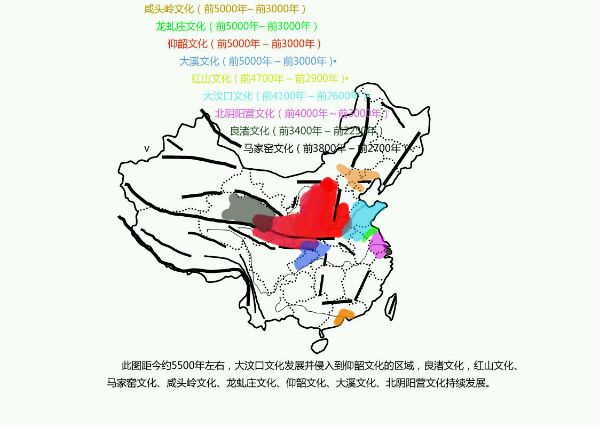 咸头岭文化（前5000年–前3000年）
龙虬庄文化（前5000年–前3000年）
仰韶文化（前5000年–前3000年）
大溪文化（前5000年–前3000年）•
红山文化（前4700年–前2900年）•
大汶口文化（前4100年–前2600年）
北阴阳营文化（前4000年~前3000年）
良渚文化（前3400年–前2250年）
v
马家窑文化（前3800年–前2700年
此图距今约5500年左右，大汶口文化发展并侵入到仰韶文化的区域，良渚文化，红山文化、
马家窑文化、咸头岭文化、龙虬庄文化、仰韶文化、大溪文化、北阴阳营文化持续发展。